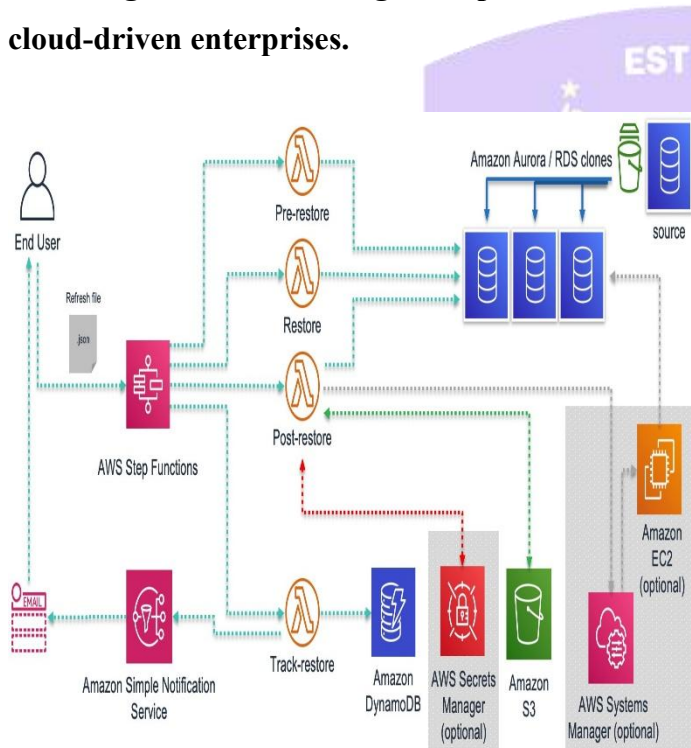 cloud-driven enterprises.
EST
Amazon Aurora / RDS clones
source
Pre-restore
End User
Refresh file
.json
Restore
AWS Step Functions
Post-restore
Amazon
EC2
(optional)
EMAIL
Amazon Simple Notification
Service
Track-restore
Amazon
DynamoDB
AWS Secrets
Manager
(optional)
Amazon
S3
AWS Systems
Manager (optional)